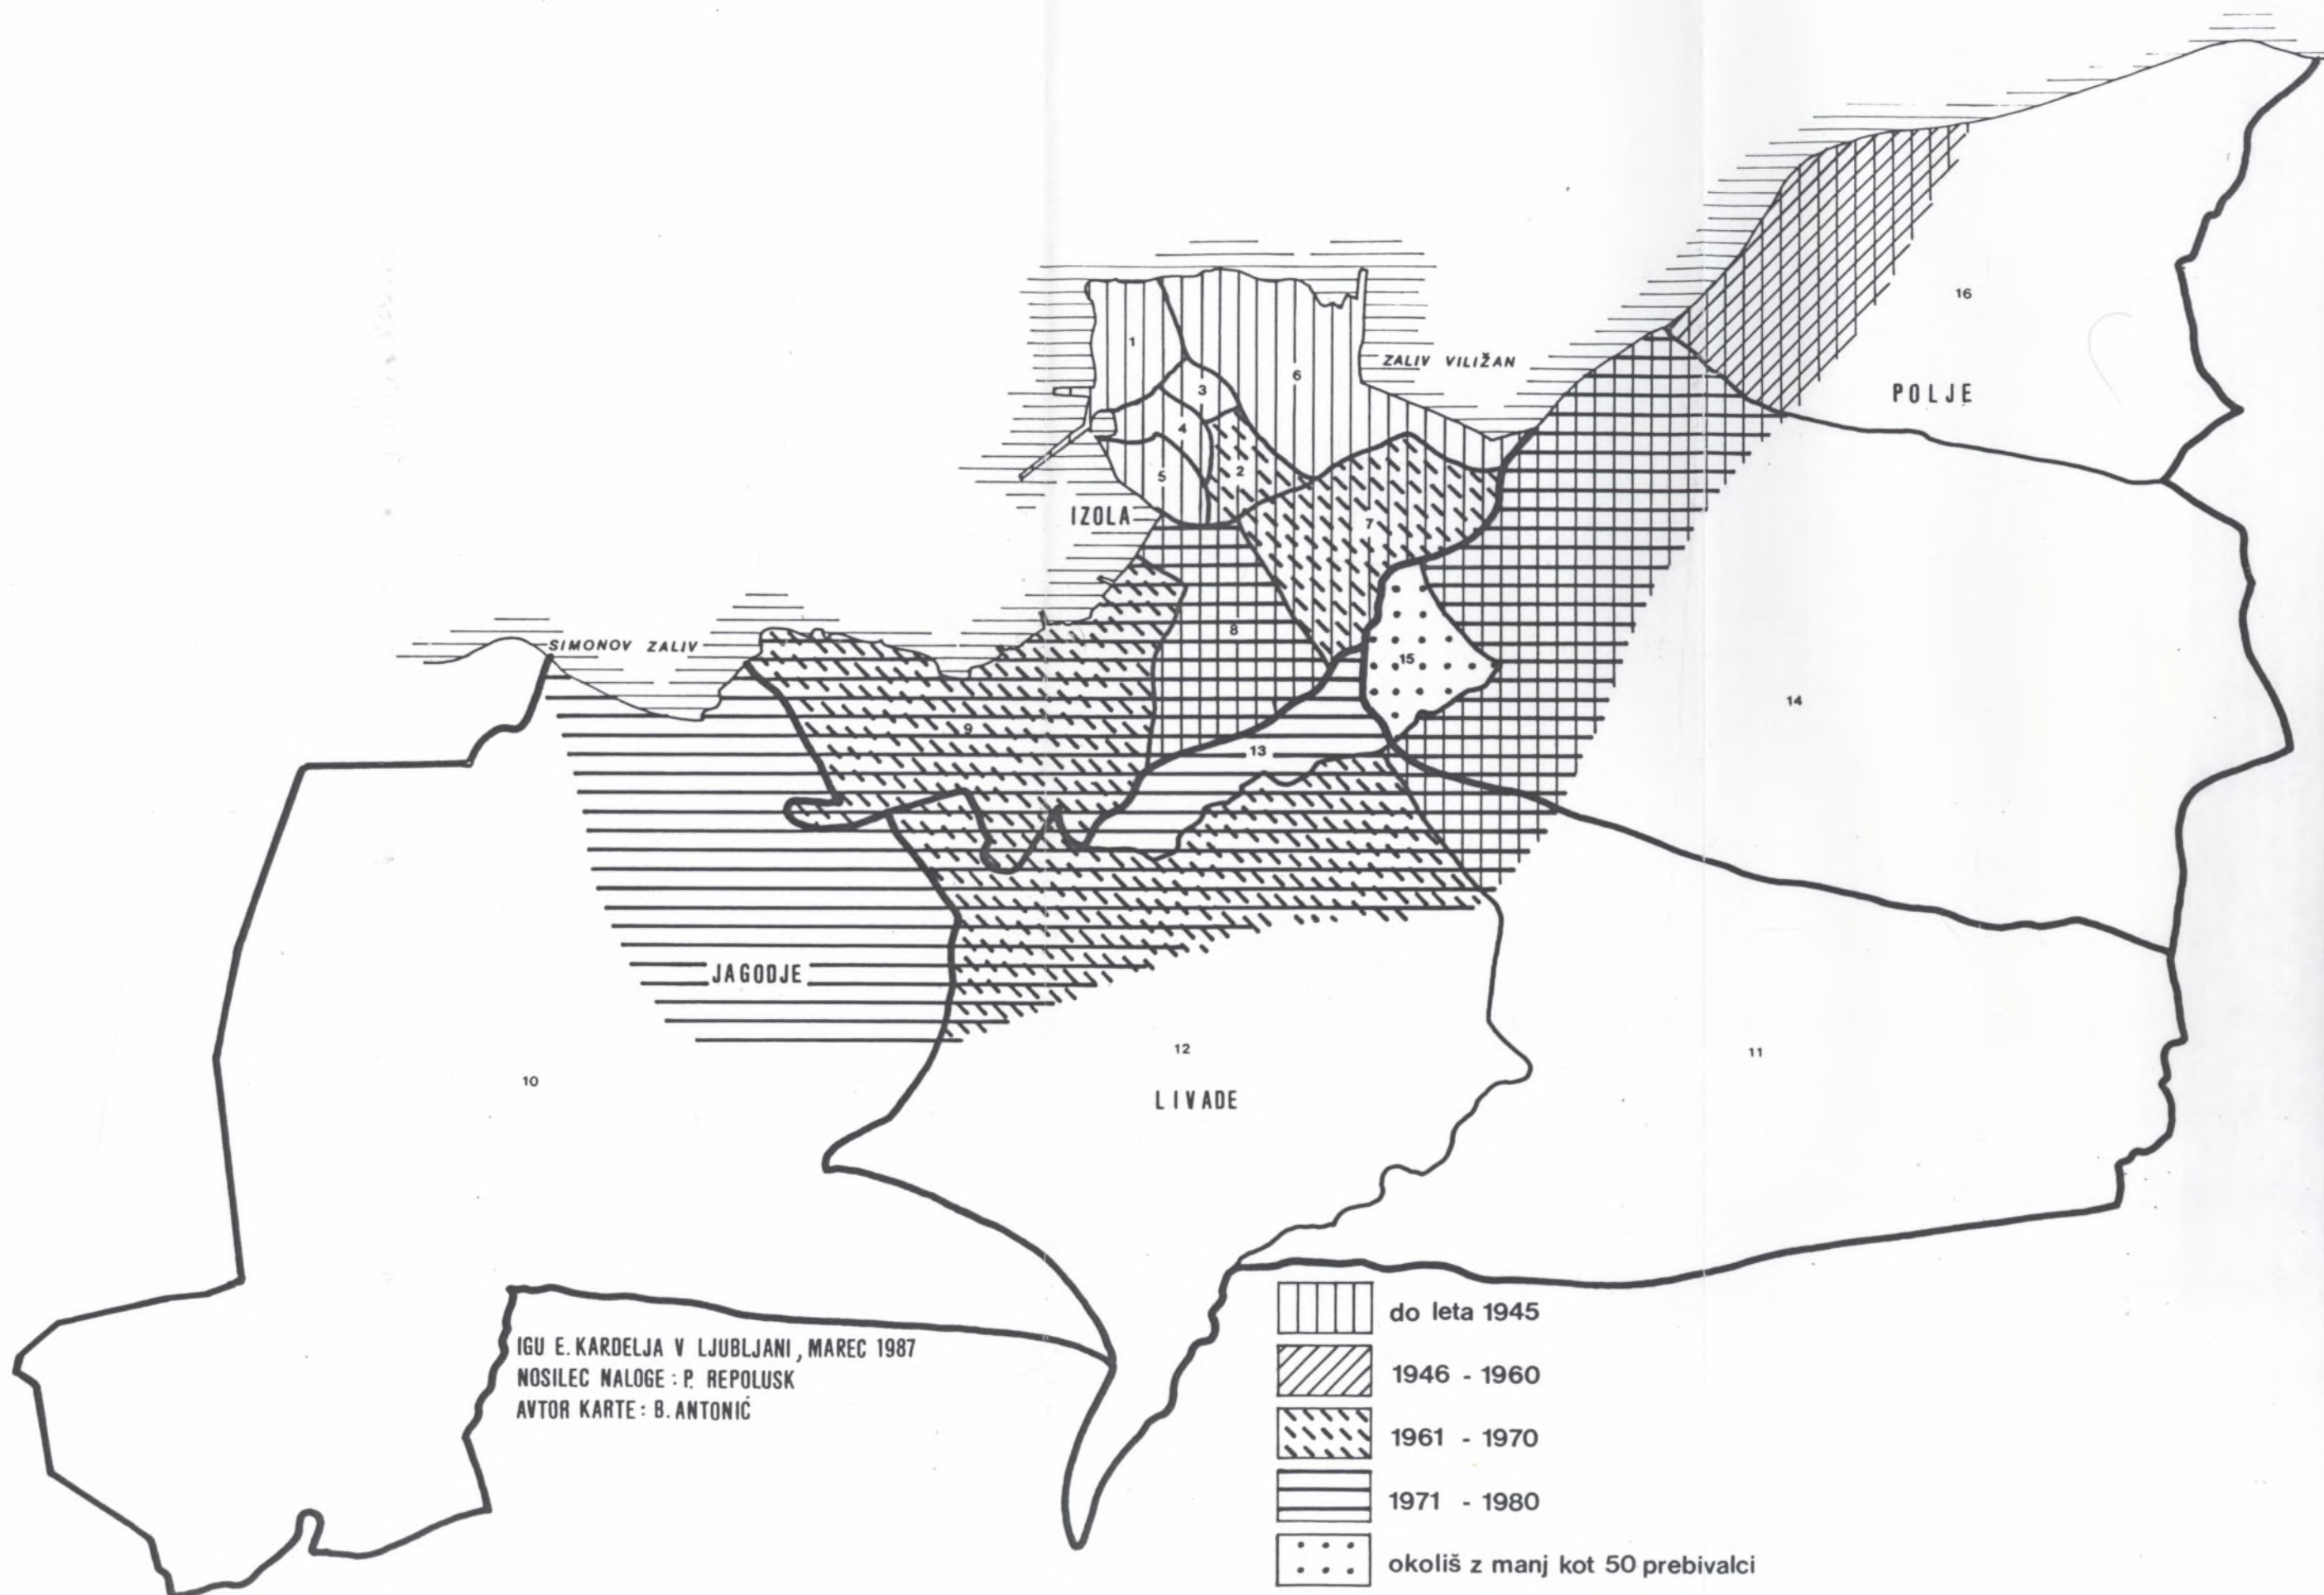 16
1
ZALIV VILIŽAN
6
3
POLJE
4
2
5
IZOLA
7
8
SIMONOV ZALIV
15
14
9
13
JAGODJE
12
11
10
LIVADE
do leta 1945
IGU E. KARDELJA V LJUBLJANI, MAREC 1987
1946 - 1960
NOSILEC NALOGE : P. REPOLUSK
AVTOR KARTE : B. ANTONIĆ
1961 - 1970
1971 - 1980
okoliš z manj kot 50 prebivalci